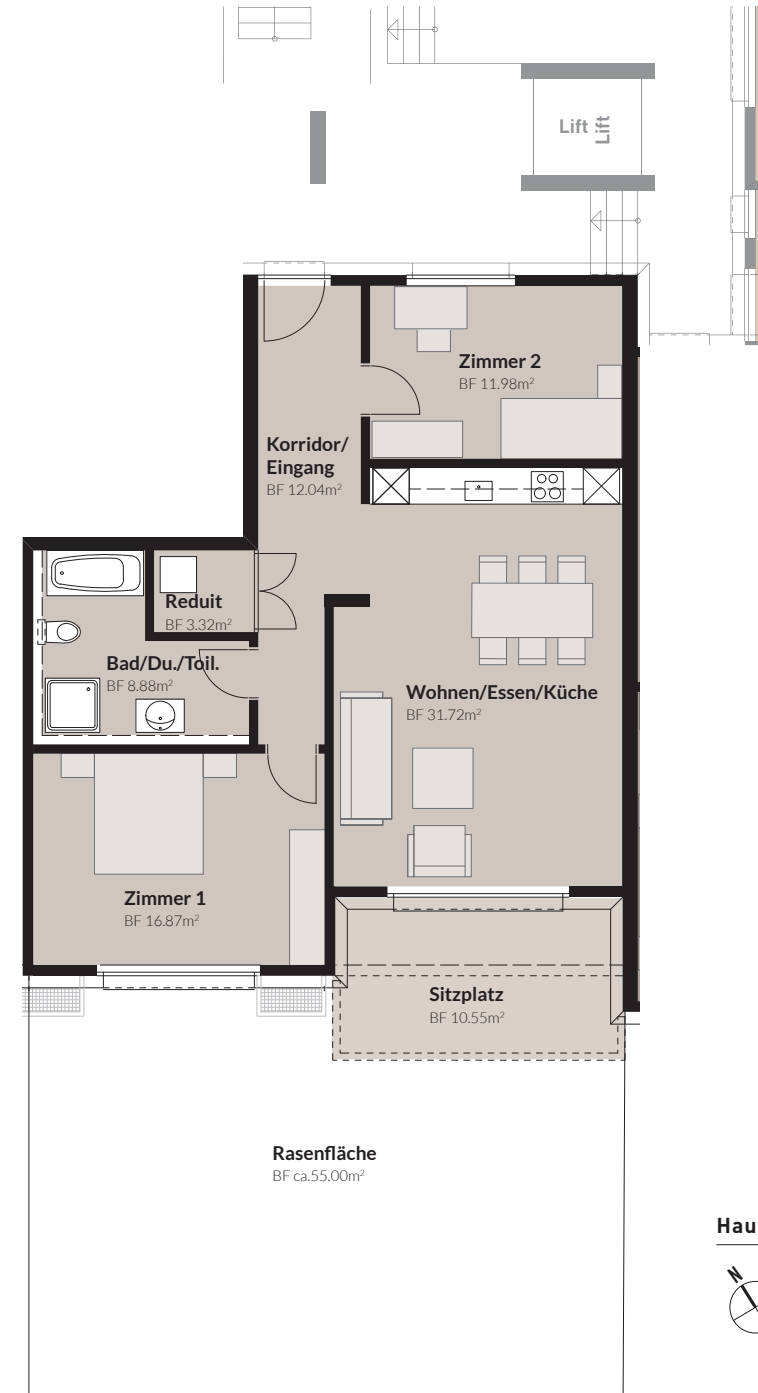 Lift
Lift
Zimmer 2
BF 11.98m²
Korridor/
Eingang
BF 12.04m²
Reduit
BF 3.32m²
Bad/Du./Toil.
BF 8.88m²
Wohnen/Essen/Küche
BF 31.72m²
Zimmer 1
BF 16.87m²
Sitzplatz
BF 10.55m²
Rasenfläche
BF ca.55.00m²
Hau
N